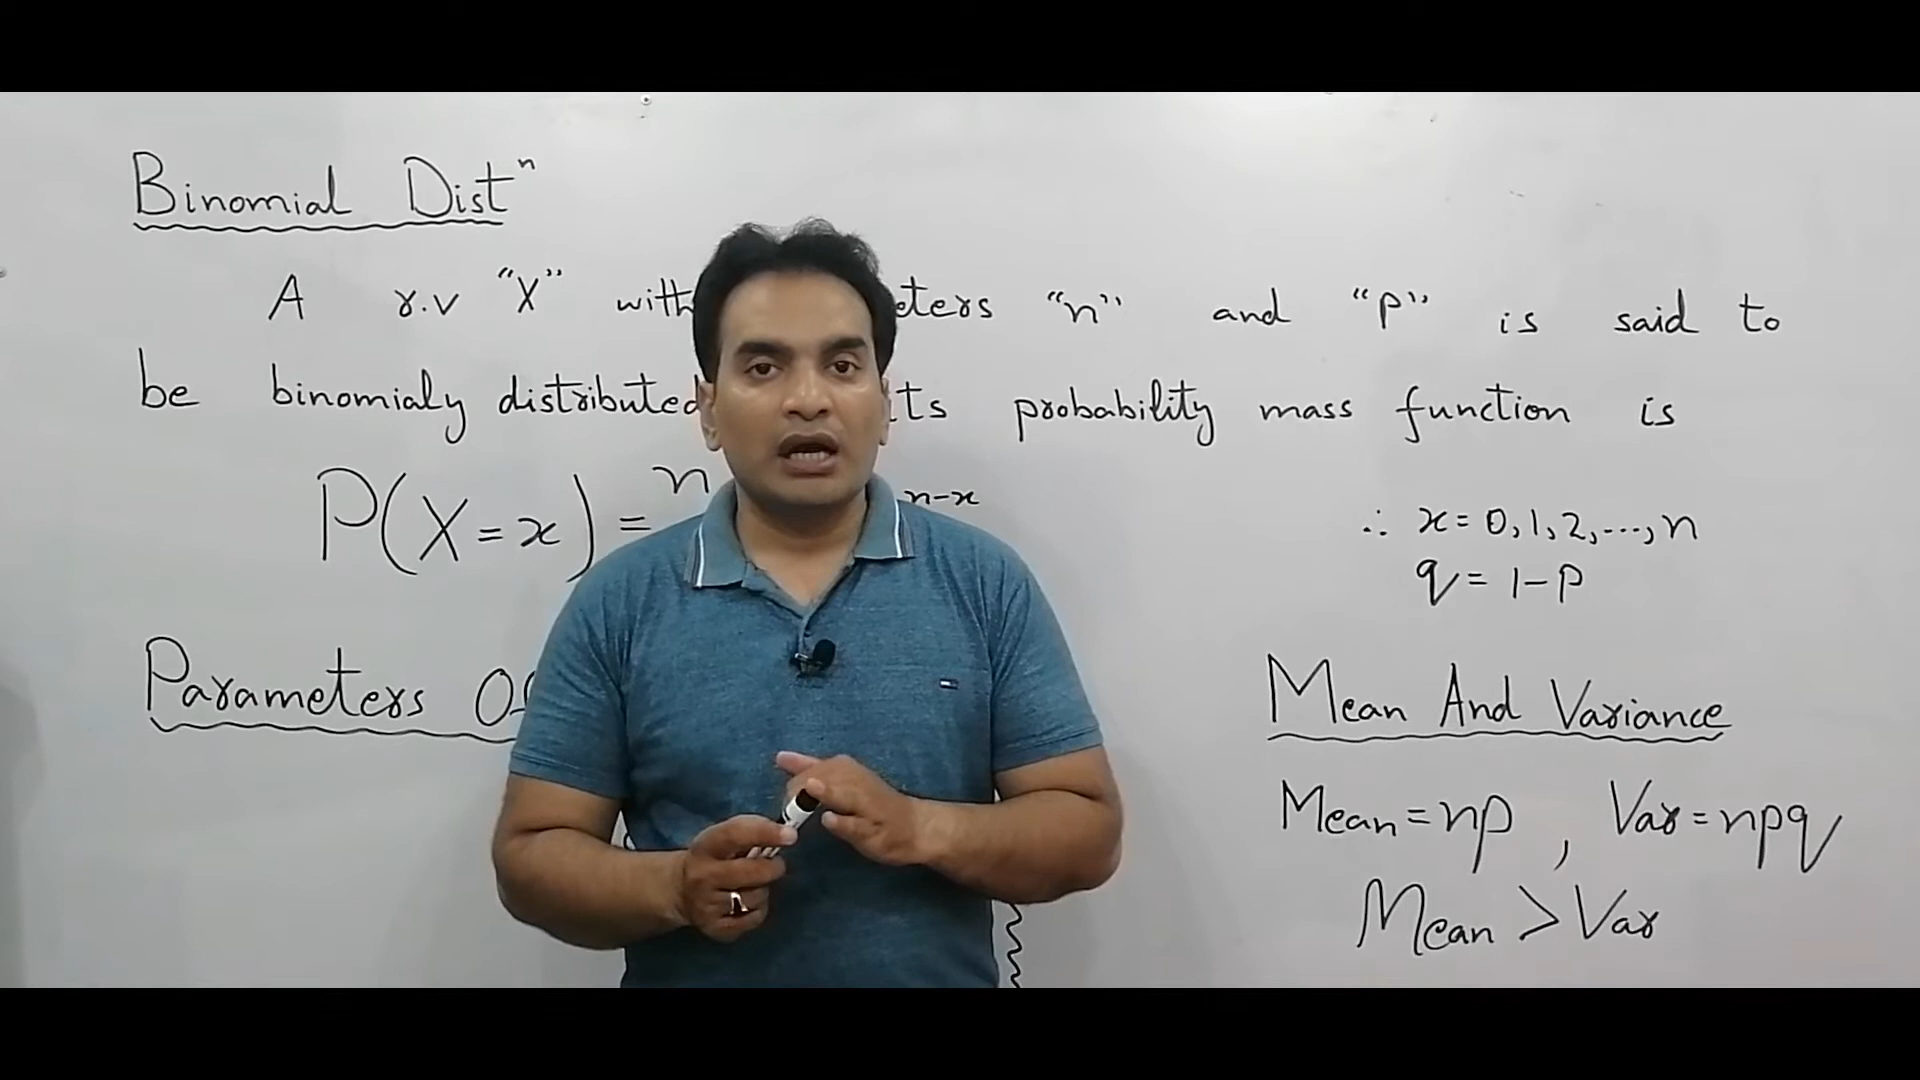 Binomial Distⁿ
A r.v "X" with eters "n" and "p" is said to
be binomialy distributed its probability mass function is
P(X=x) = n n-x
∴ x = 0, 1, 2, ..., n
q = 1-p
Parameters Of
Mean And Variance
Mean = np , Var = npq
Mean > Var